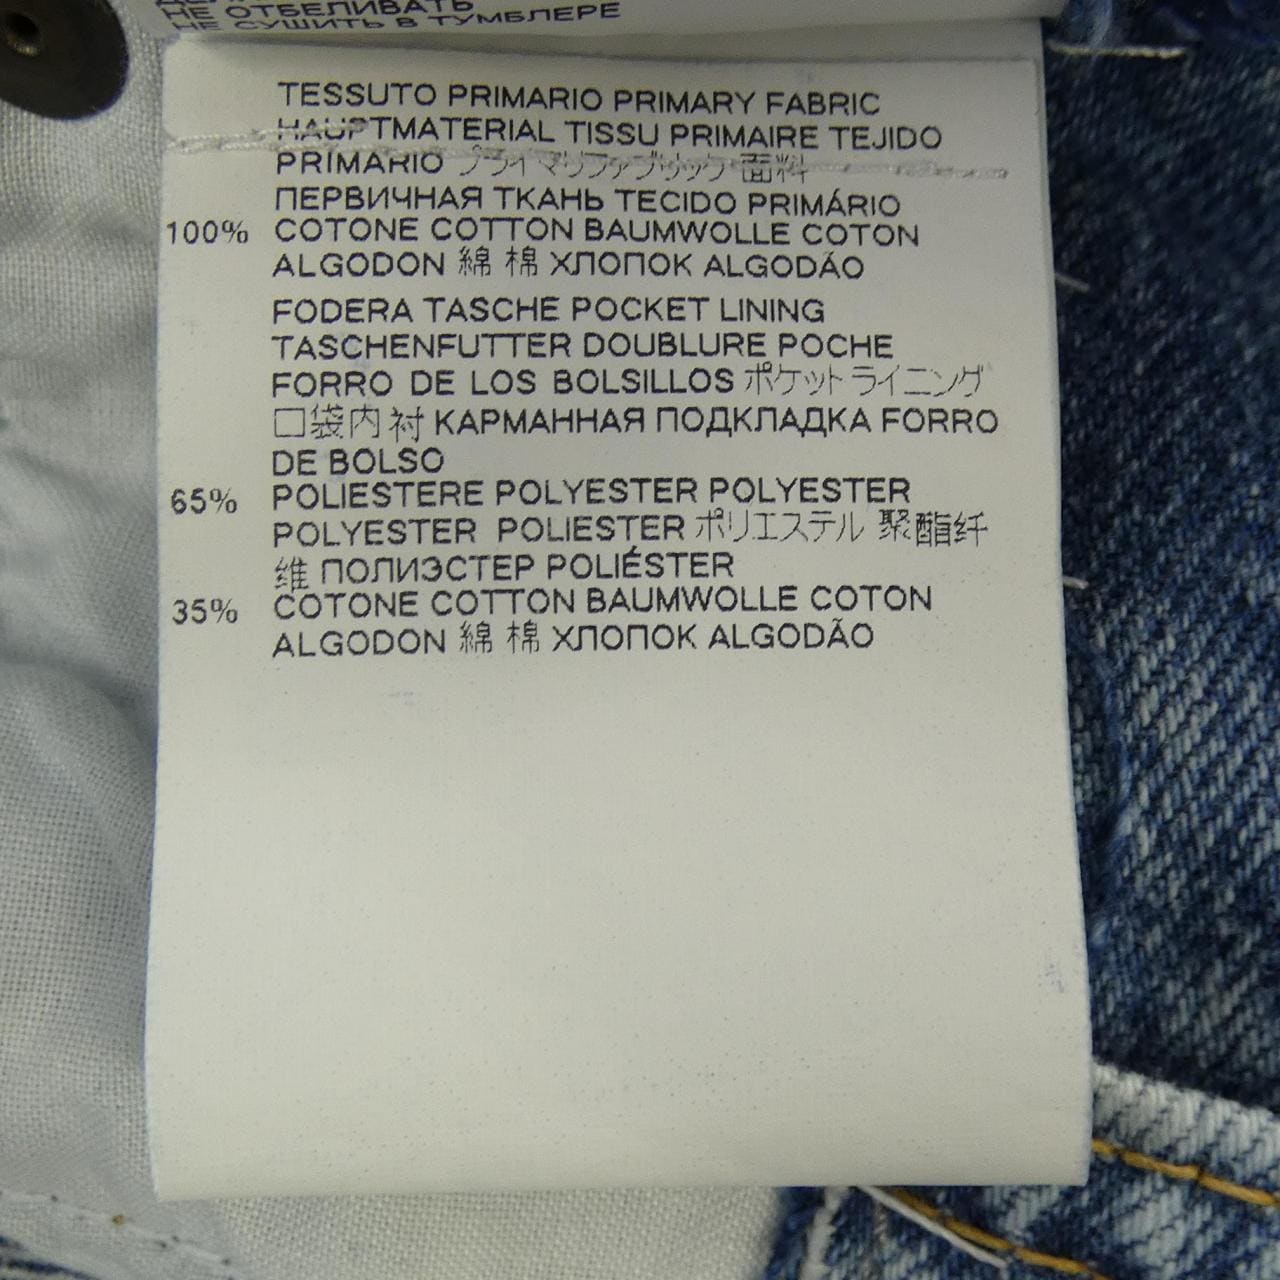 НЕ ОТБЕЛИВАТЬ
НЕ СУШИТЬ В ТУМБЛЕРЕ
TESSUTO PRIMARIO PRIMARY FABRIC
HAUPTMATERIAL TISSU PRIMAIRE TEJIDO
PRIMARIO プライマリファブリック 面料
ПЕРВИЧНАЯ ТКАНЬ TECIDO PRIMÁRIO
100% COTONE COTTON BAUMWOLLE COTON
ALGODON 綿 棉 ХЛОПОК ALGODÃO
FODERA TASCHE POCKET LINING
TASCHENFUTTER DOUBLURE POCHE
FORRO DE LOS BOLSILLOS ポケットライニング
口袋内衬 КАРМАННАЯ ПОДКЛАДКА FORRO
DE BOLSO
65% POLIESTERE POLYESTER POLYESTER
POLYESTER POLIESTER ポリエステル 聚酯纤
维 ПОЛИЭСТЕР POLIÉSTER
35% COTONE COTTON BAUMWOLLE COTON
ALGODON 綿 棉 ХЛОПОК ALGODÃO